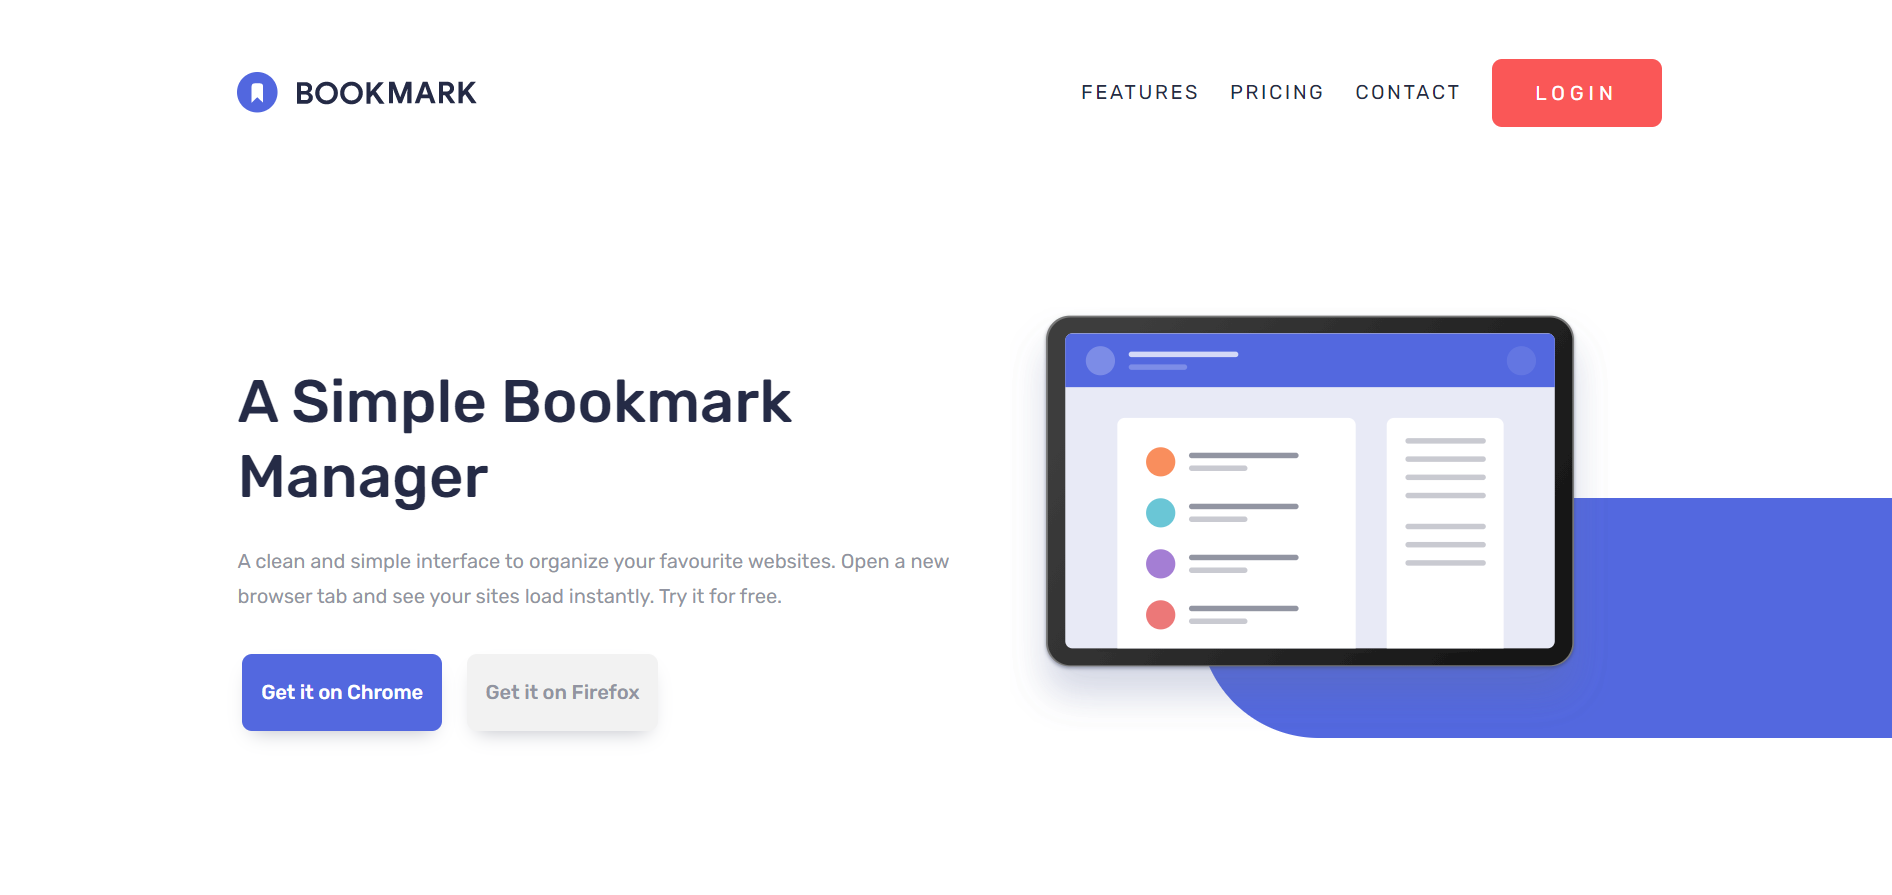 BOOKMARK
FEATURES PRICING CONTACT LOGIN
A Simple Bookmark
Manager
A clean and simple interface to organize your favourite websites. Open a new
browser tab and see your sites load instantly. Try it for free.
Get it on Chrome Get it on Firefox